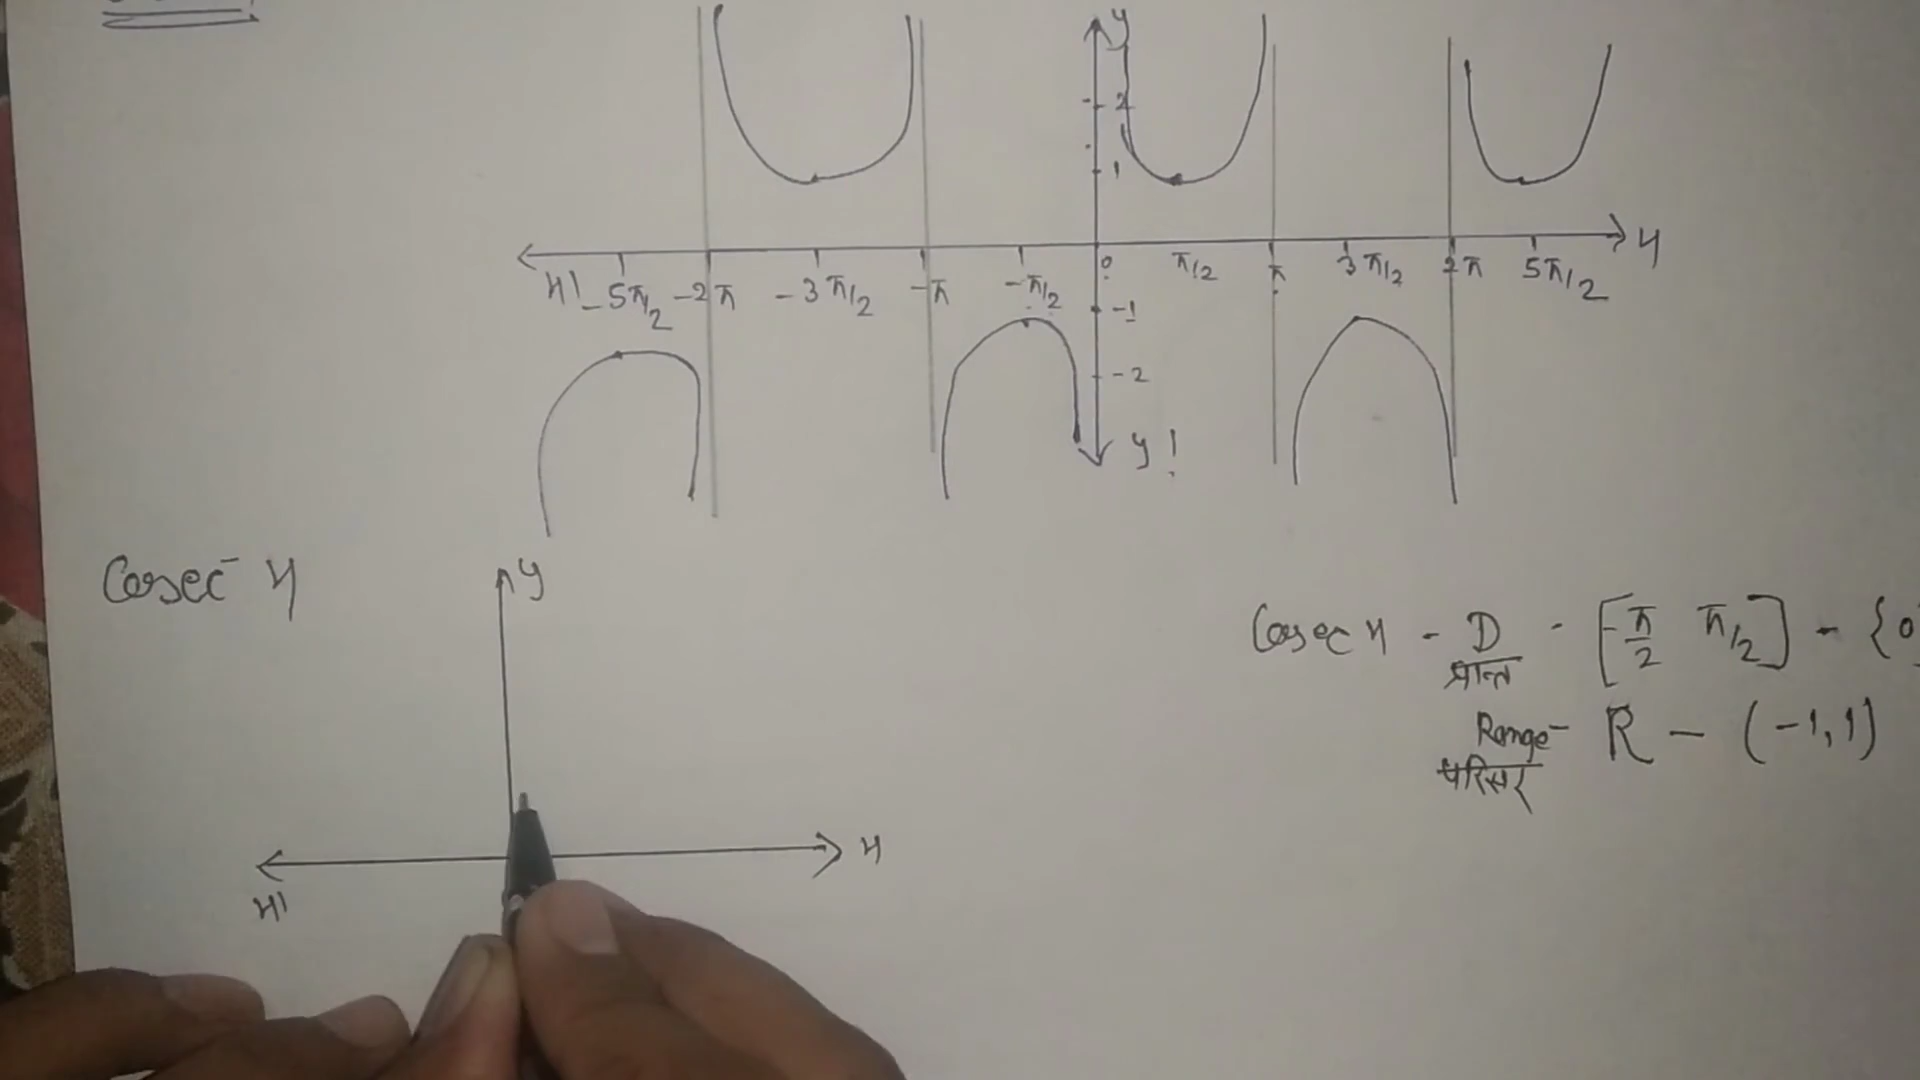 y
2
1
x' -5π/2 -2π -3π/2 -π -π/2 0 π/2 π 3π/2 2π 5π/2 x
-1
-2
y'
Cosec⁻ x
y
x' x
Cosec x - D - [-π/2 π/2] - {0}
प्रान्त
Range - R - (-1,1)
परिसर